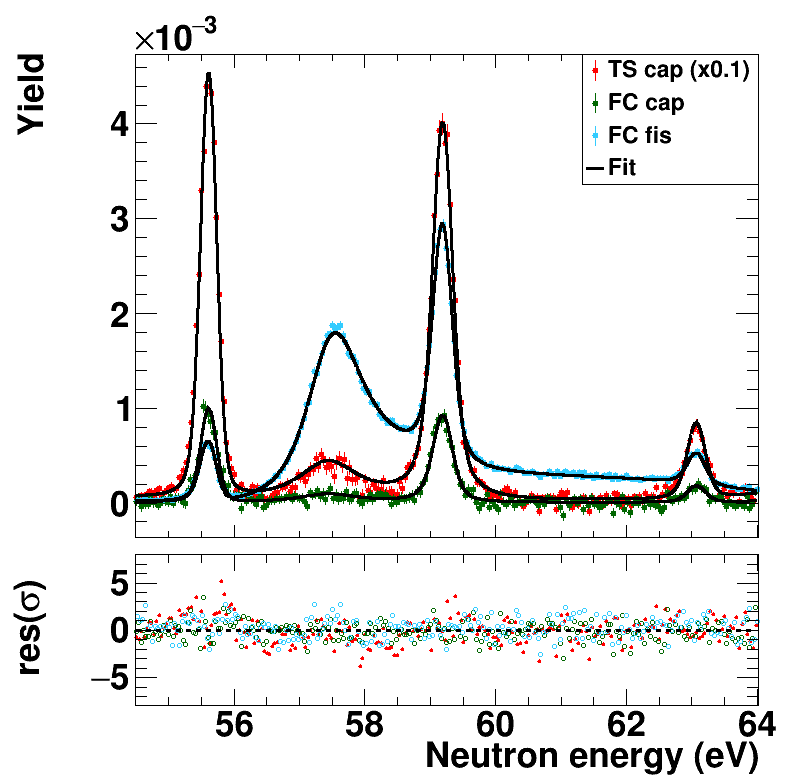 ×10⁻³
Yield
TS cap (x0.1)
FC cap
FC fis
Fit
4
3
2
1
0
res(σ)
5
0
−5
56 58 60 62 64
Neutron energy (eV)